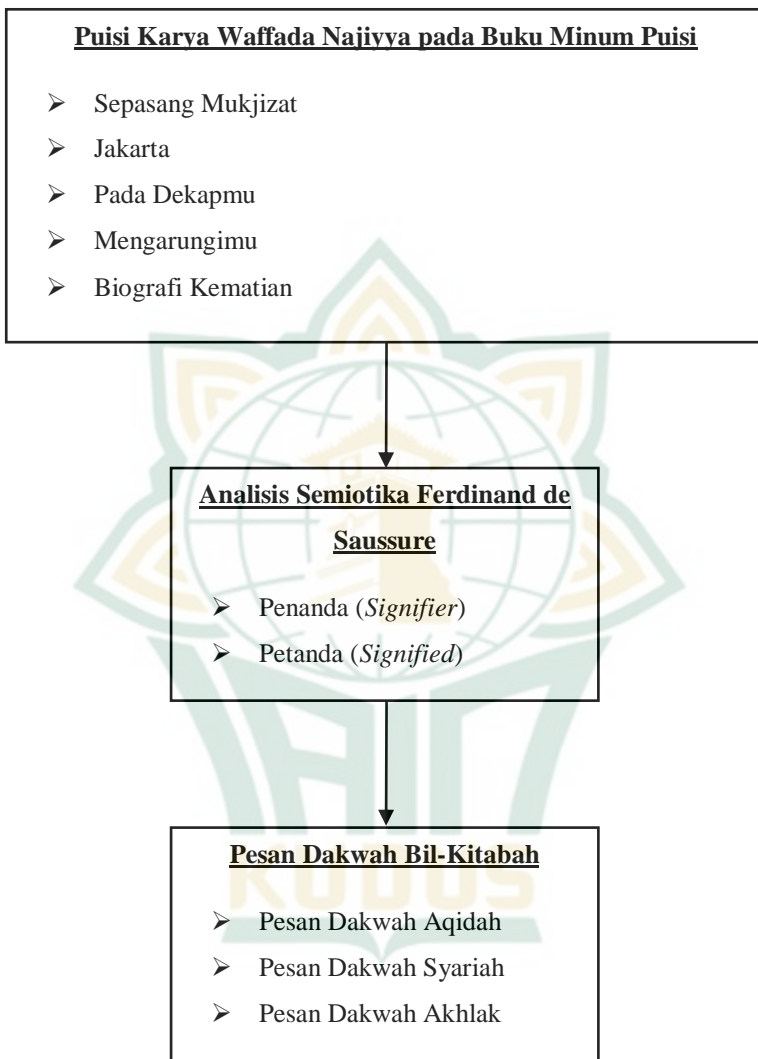 Puisi Karya Waffada Najiyya pada Buku Minum Puisi
➢ Sepasang Mukjizat
➢ Jakarta
➢ Pada Dekapmu
➢ Mengarungimu
➢ Biografi Kematian
Analisis Semiotika Ferdinand de
Saussure
➢ Penanda (Signifier)
➢ Petanda (Signified)
Pesan Dakwah Bil-Kitabah
➢ Pesan Dakwah Aqidah
➢ Pesan Dakwah Syariah
➢ Pesan Dakwah Akhlak
IAIN
KUDUS